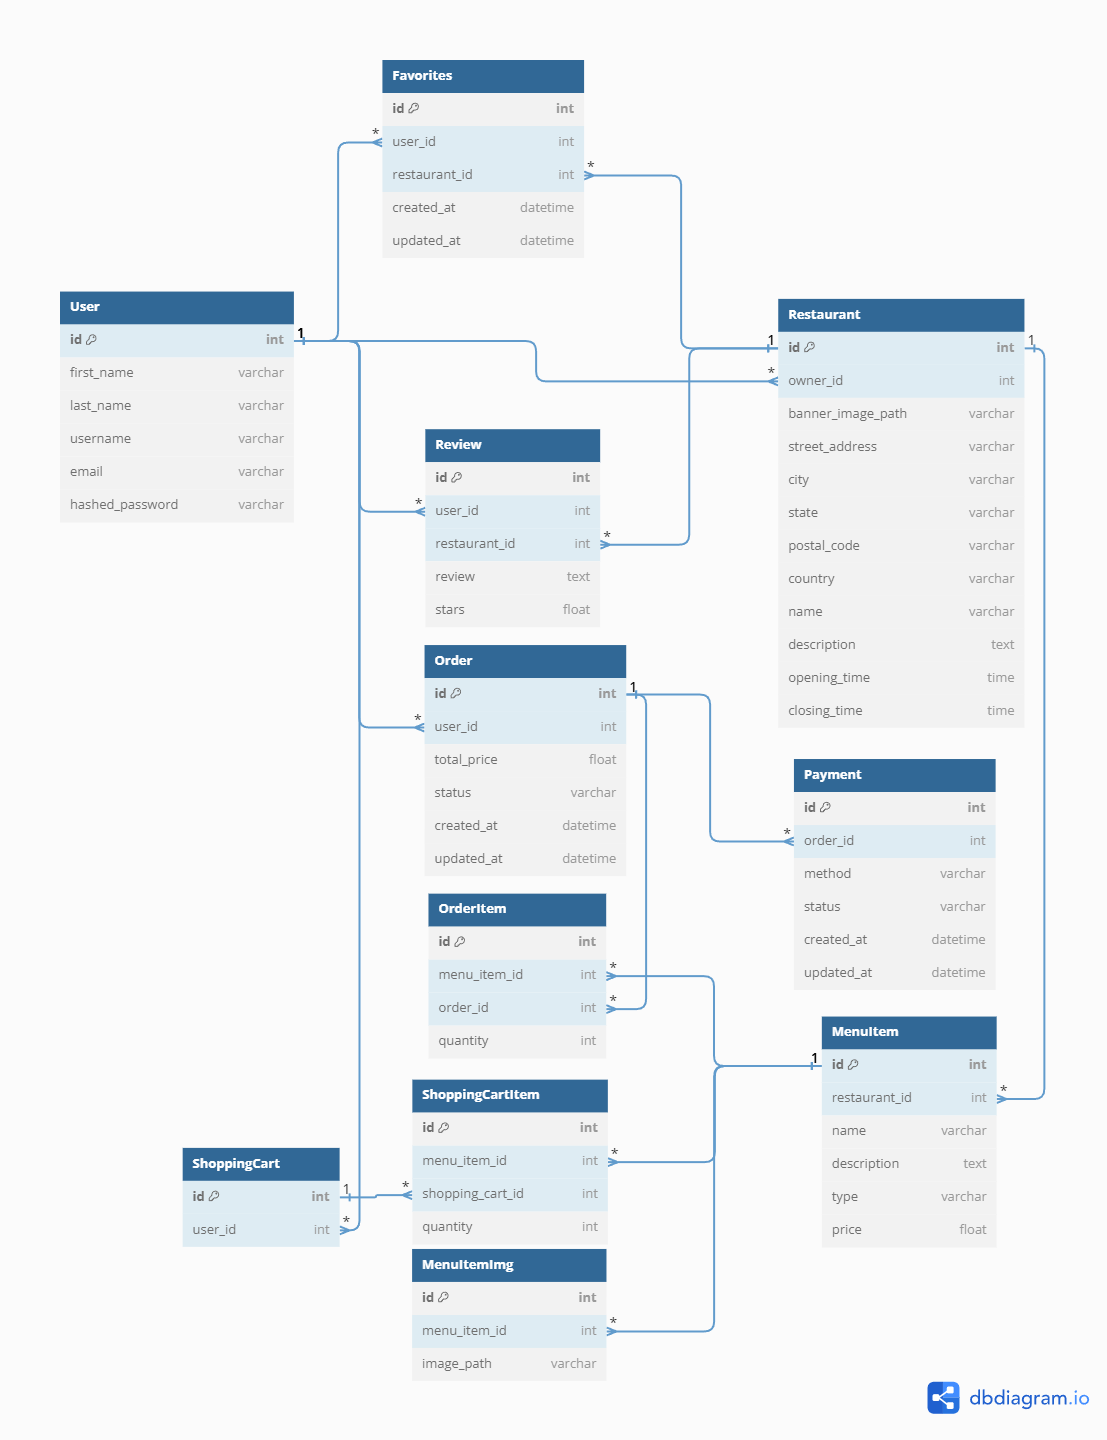 Favorites
id int
* user_id int
restaurant_id int *
created_at datetime
updated_at datetime
User
id int 1
first_name varchar
last_name varchar
username varchar
email varchar
hashed_password varchar
Restaurant
1 id int 1
* owner_id int
banner_image_path varchar
street_address varchar
city varchar
state varchar
postal_code varchar
country varchar
name varchar
description text
opening_time time
closing_time time
Review
id int
* user_id int
restaurant_id int *
review text
stars float
Order
id int 1
* user_id int
total_price float
status varchar
created_at datetime
updated_at datetime
Payment
id int
* order_id int
method varchar
status varchar
created_at datetime
updated_at datetime
OrderItem
id int
menu_item_id int *
order_id int *
quantity int
MenuItem
1 id int
restaurant_id int *
name varchar
description text
type varchar
price float
ShoppingCartItem
id int
menu_item_id int *
* shopping_cart_id int
quantity int
ShoppingCart
id int 1
user_id int *
MenuItemImg
id int
menu_item_id int *
image_path varchar
dbdiagram.io